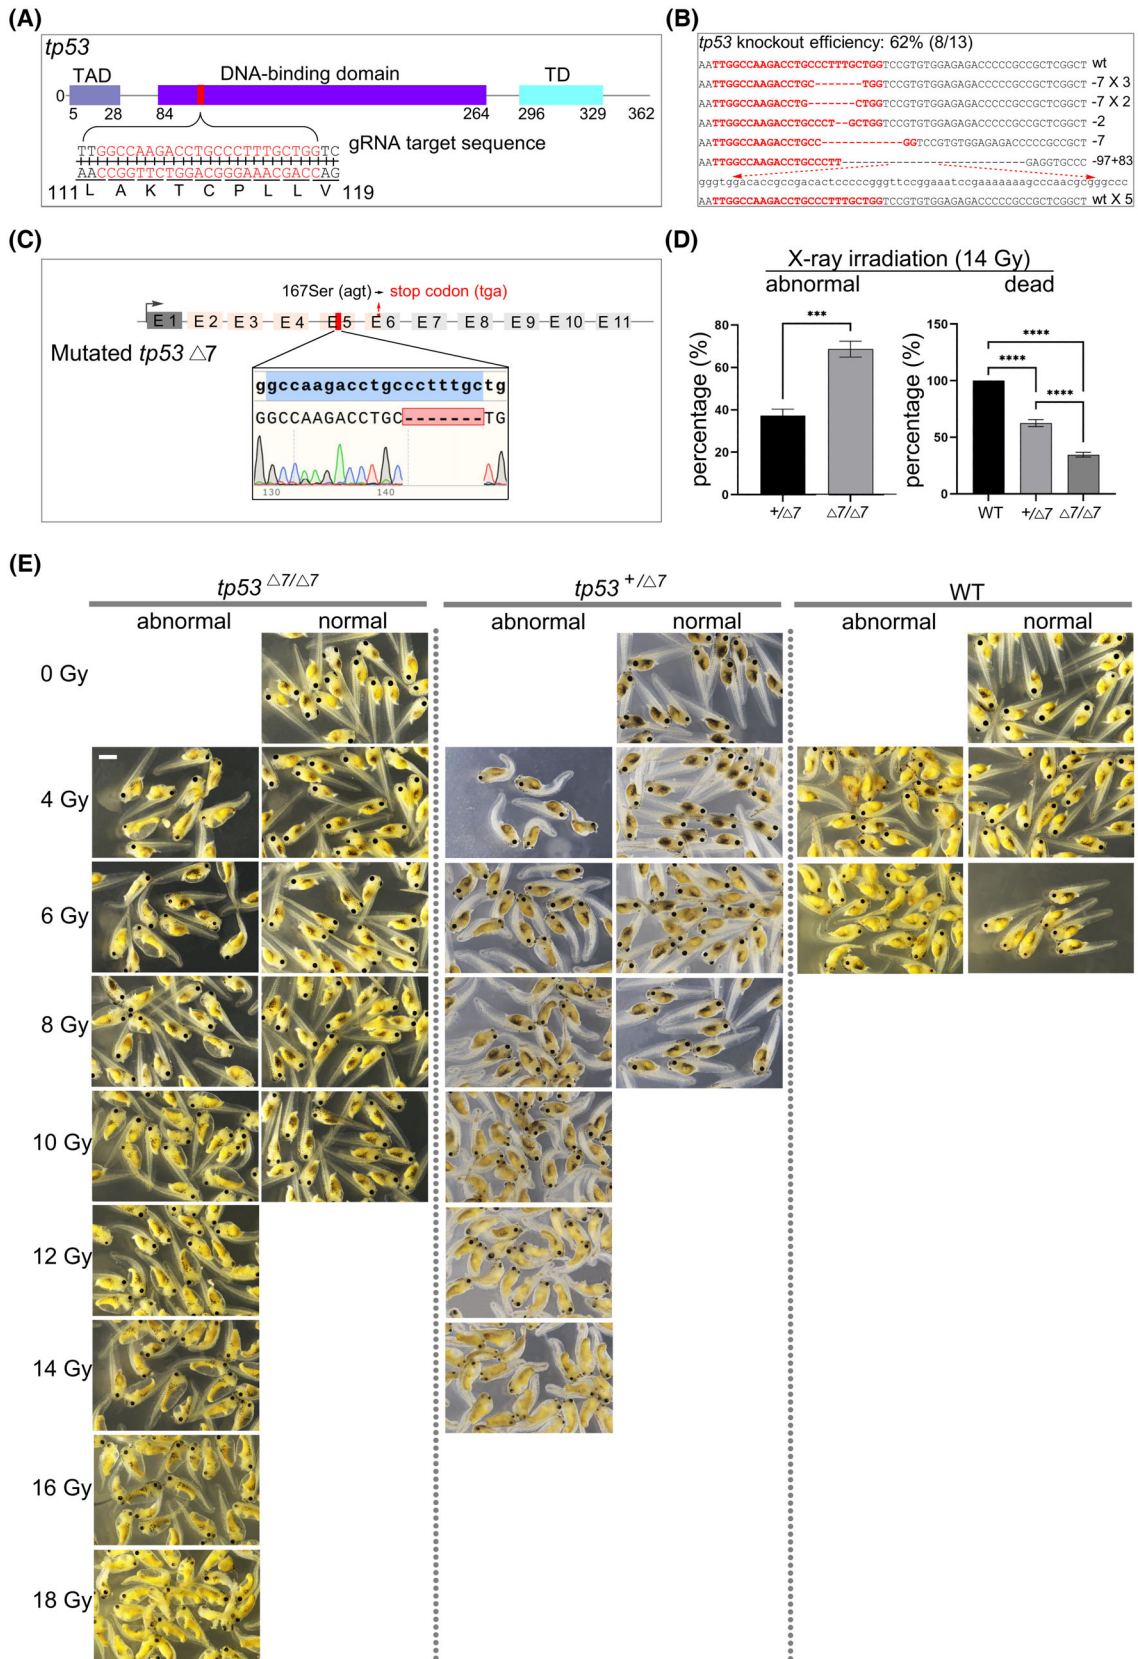 (A)
tp53
TAD
DNA-binding domain
TD
0
5 28 84 264 296 329 362
TTGGCCAAGACCTGCCCTTTGCTGGTC
gRNA target sequence
AACCGGTTCTGGACGGGAAACGACCAG
111 L A K T C P L L V 119
(B)
tp53 knockout efficiency: 62% (8/13)
AATTGGCCAAGACCTGCCCTTTGCTGGTCCGTGTGGAGAGACCCCCGCCGCTCGGCT wt
AATTGGCCAAGACCTGC-------TGGTCCGTGTGGAGAGACCCCCGCCGCTCGGCT -7 X 3
AATTGGCCAAGACCTG-------CTGGTCCGTGTGGAGAGACCCCCGCCGCTCGGCT -7 X 2
AATTGGCCAAGACCTGCCCT--GCTGGTCCGTGTGGAGAGACCCCCGCCGCTCGGCT -2
-7
-97+83
gggtggacaccgccgacactcccccgggttccggaaatccgaaaaaaagcccaacgcgggccc
AATTGGCCAAGACCTGCCCTTTGCTGGTCCGTGTGGAGAGACCCCCGCCGCTCGGCT wt X 5
(C)
167Ser (agt) → stop codon (tga)
E 1 E 2 E 3 E 4 E 5 E 6 E 7 E 8 E 9 E 10 E 11
Mutated tp53 △7
ggccaagacctgccctttgctg
GGCCAAGACCTGC-------TG
130 140
(D)
X-ray irradiation (14 Gy)
abnormal
dead
percentage (%)
80
60
40
20
0
***
+/△7 △7/△7
percentage (%)
150
100
50
0
****
****
****
WT +/△7 △7/△7
(E)
tp53 △7/△7
tp53 +/△7
WT
abnormal normal abnormal normal abnormal normal
0 Gy
4 Gy
6 Gy
8 Gy
10 Gy
12 Gy
14 Gy
16 Gy
18 Gy